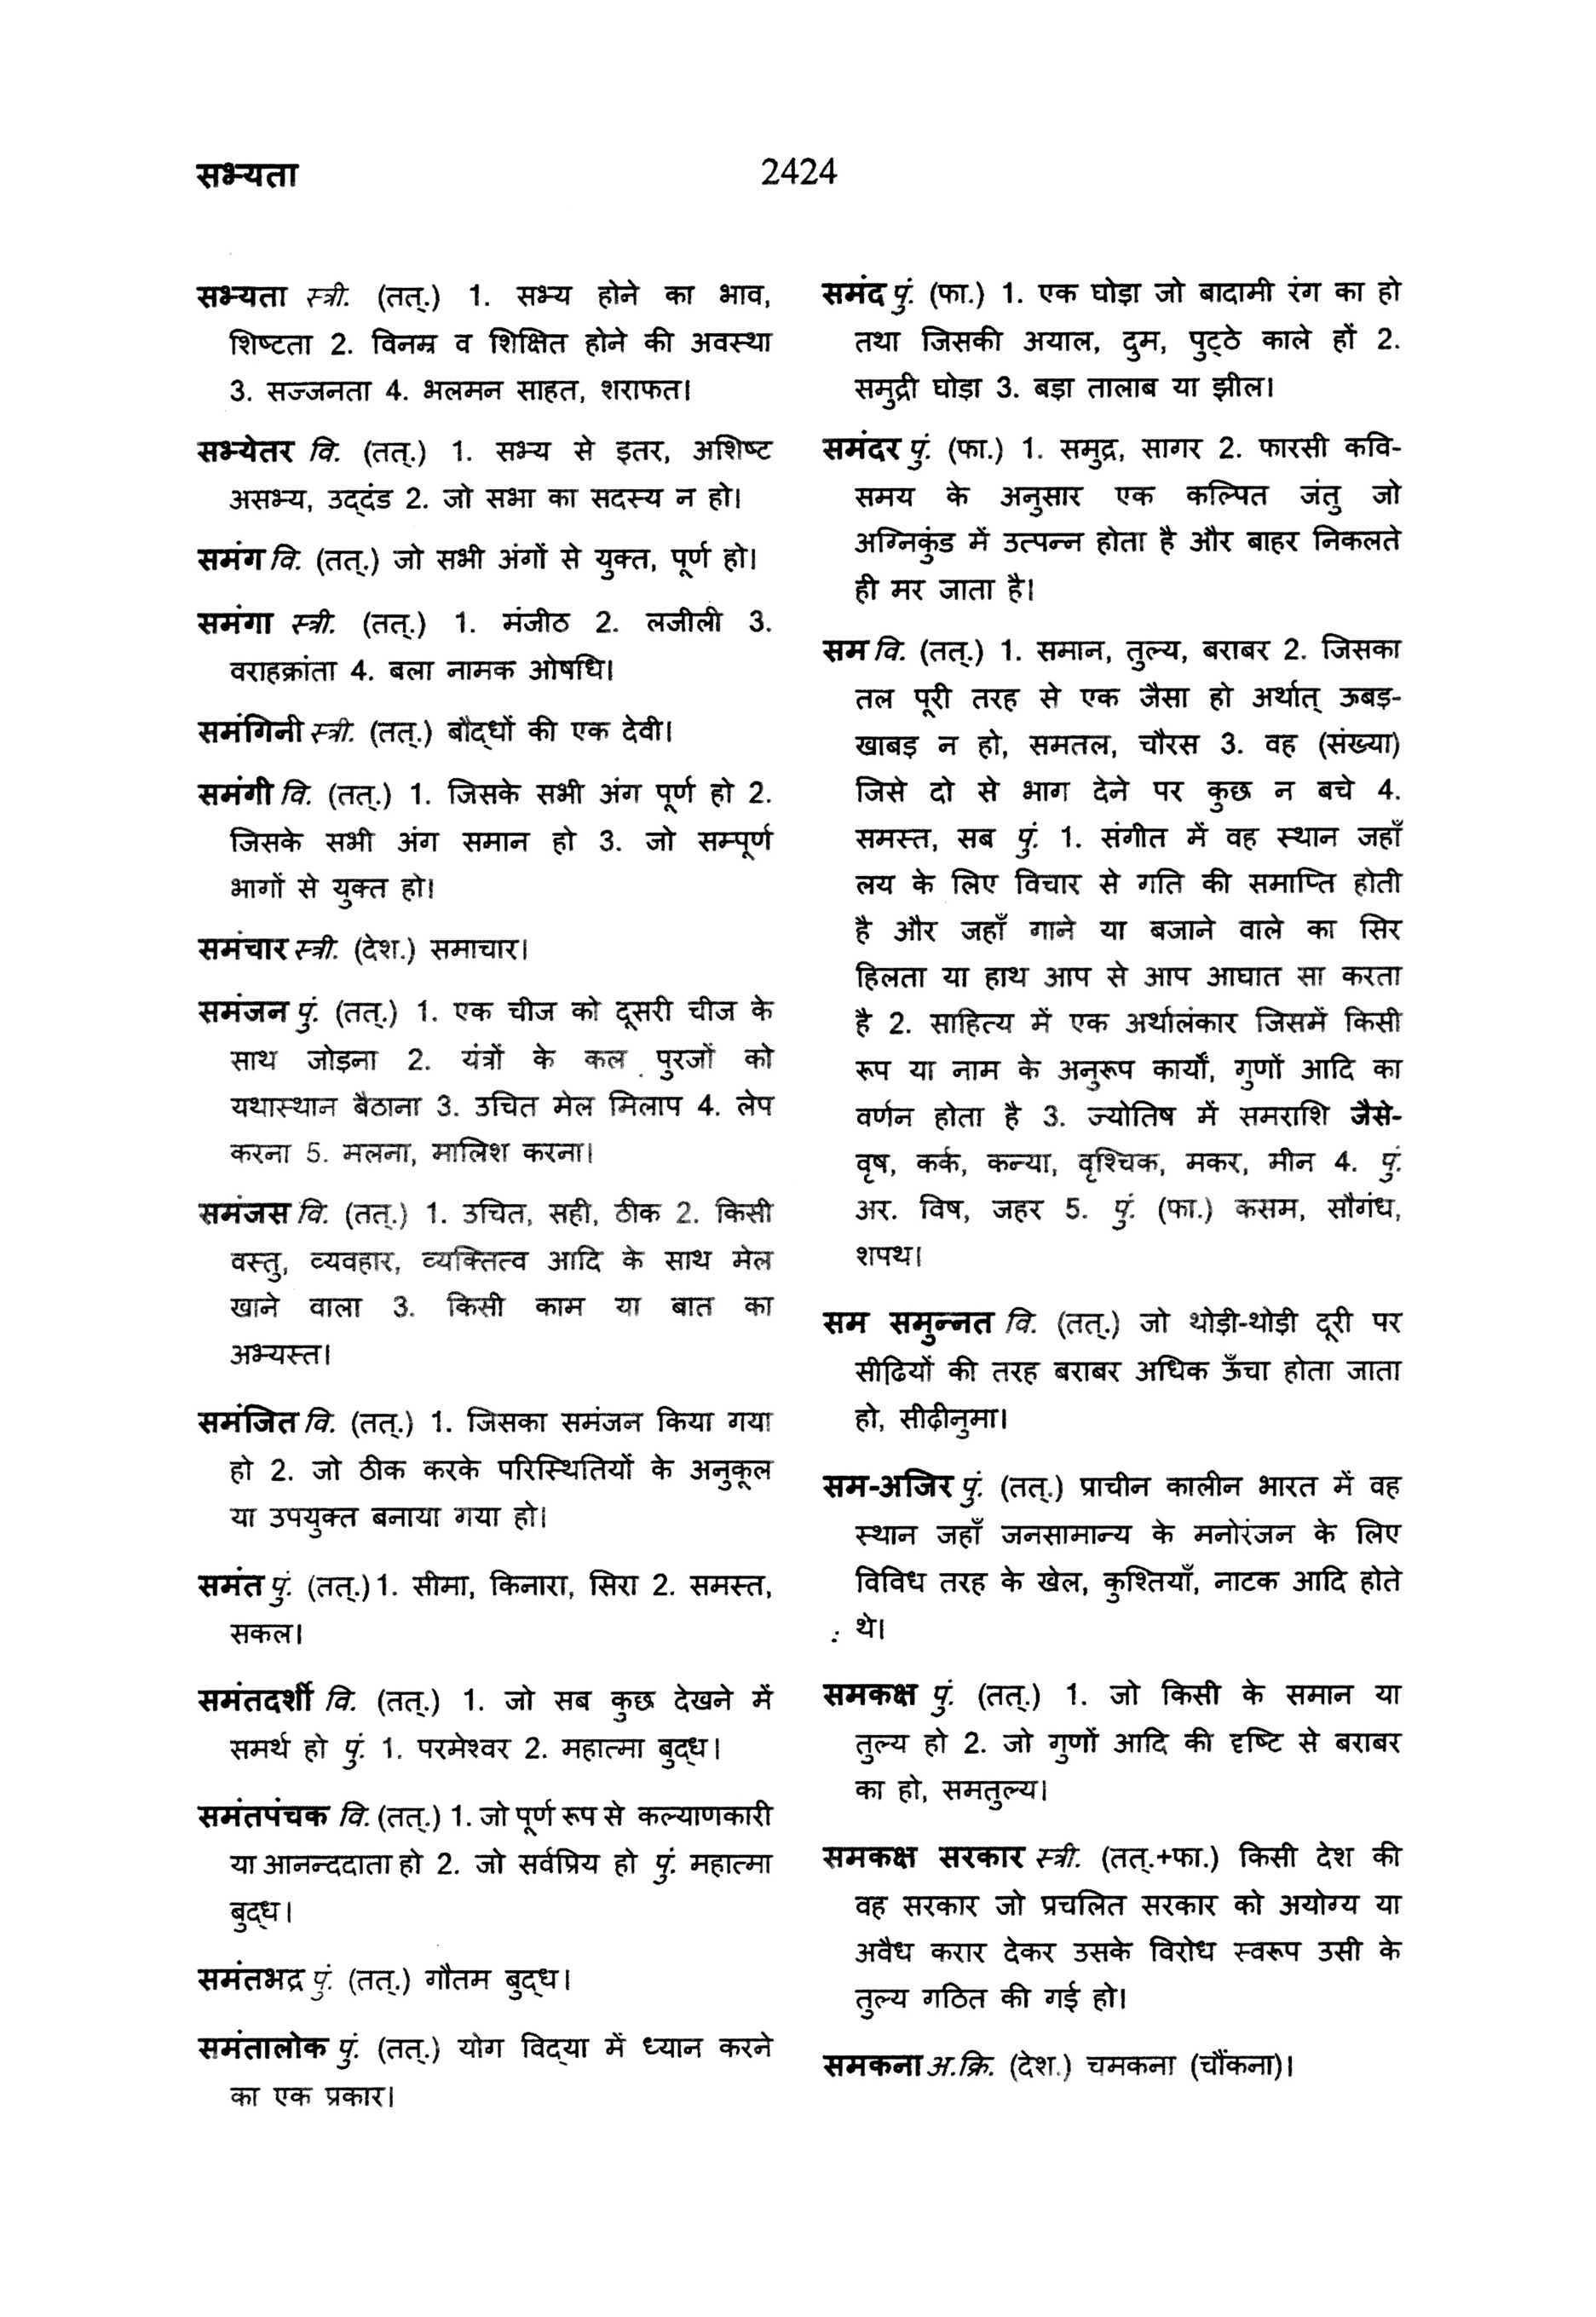 सभ्यता
2424
सभ्यता स्त्री. (तत्.) 1. सभ्य होने का भाव,
शिष्टता 2. विनम्र व शिक्षित होने की अवस्था
3. सज्जनता 4. भलमन साहत, शराफत।
सभ्येतर वि. (तत्.) 1. सभ्य से इतर, अशिष्ट
असभ्य, उद्दंड 2. जो सभा का सदस्य न हो।
समंग वि. (तत्.) जो सभी अंगों से युक्त, पूर्ण हो।
समंगा स्त्री. (तत्.) 1. मंजीठ 2. लजीली 3.
वराहक्रांता 4. बला नामक ओषधि।
समंगिनी स्त्री. (तत्.) बौद्धों की एक देवी।
समंगी वि. (तत्.) 1. जिसके सभी अंग पूर्ण हो 2.
जिसके सभी अंग समान हो 3. जो सम्पूर्ण
भागों से युक्त हो।
समंचार स्त्री. (देश.) समाचार।
समंजन पुं. (तत्.) 1. एक चीज को दूसरी चीज के
साथ जोड़ना 2. यंत्रों के कल पुरजों को
यथास्थान बैठाना 3. उचित मेल मिलाप 4. लेप
करना 5. मलना, मालिश करना।
समंजस वि. (तत्.) 1. उचित, सही, ठीक 2. किसी
वस्तु, व्यवहार, व्यक्तित्व आदि के साथ मेल
खाने वाला 3. किसी काम या बात का
अभ्यस्त।
समंजित वि. (तत्.) 1. जिसका समंजन किया गया
हो 2. जो ठीक करके परिस्थितियों के अनुकूल
या उपयुक्त बनाया गया हो।
समंत पुं. (तत्.) 1. सीमा, किनारा, सिरा 2. समस्त,
सकल।
समंतदर्शी वि. (तत्.) 1. जो सब कुछ देखने में
समर्थ हो पुं. 1. परमेश्वर 2. महात्मा बुद्ध।
समंतपंचक वि. (तत्.) 1. जो पूर्ण रूप से कल्याणकारी
या आनन्ददाता हो 2. जो सर्वप्रिय हो पुं. महात्मा
बुद्ध।
समंतभद्र पुं. (तत्.) गौतम बुद्ध।
समंतालोक पुं. (तत्.) योग विद्या में ध्यान करने
का एक प्रकार।
समंद पुं. (फा.) 1. एक घोड़ा जो बादामी रंग का हो
तथा जिसकी अयाल, दुम, पुट्ठे काले हों 2.
समुद्री घोड़ा 3. बड़ा तालाब या झील।
समंदर पुं. (फा.) 1. समुद्र, सागर 2. फारसी कवि-
समय के अनुसार एक कल्पित जंतु जो
अग्निकुंड में उत्पन्न होता है और बाहर निकलते
ही मर जाता है।
सम वि. (तत्.) 1. समान, तुल्य, बराबर 2. जिसका
तल पूरी तरह से एक जैसा हो अर्थात् ऊबड़-
खाबड़ न हो, समतल, चौरस 3. वह (संख्या)
जिसे दो से भाग देने पर कुछ न बचे 4.
समस्त, सब पुं. 1. संगीत में वह स्थान जहाँ
लय के लिए विचार से गति की समाप्ति होती
है और जहाँ गाने या बजाने वाले का सिर
हिलता या हाथ आप से आप आघात सा करता
है 2. साहित्य में एक अर्थालंकार जिसमें किसी
रूप या नाम के अनुरूप कार्यों, गुणों आदि का
वर्णन होता है 3. ज्योतिष में समराशि जैसे-
वृष, कर्क, कन्या, वृश्चिक, मकर, मीन 4. पुं.
अर. विष, जहर 5. पुं. (फा.) कसम, सौगंध,
शपथ।
सम समुन्नत वि. (तत्.) जो थोड़ी-थोड़ी दूरी पर
सीढियों की तरह बराबर अधिक ऊँचा होता जाता
हो, सीढ़ीनुमा।
सम-अजिर पुं. (तत्.) प्राचीन कालीन भारत में वह
स्थान जहाँ जनसामान्य के मनोरंजन के लिए
विविध तरह के खेल, कुश्तियाँ, नाटक आदि होते
थे।
समकक्ष पुं. (तत्.) 1. जो किसी के समान या
तुल्य हो 2. जो गुणों आदि की दृष्टि से बराबर
का हो, समतुल्य।
समकक्ष सरकार स्त्री. (तत्.+फा.) किसी देश की
वह सरकार जो प्रचलित सरकार को अयोग्य या
अवैध करार देकर उसके विरोध स्वरूप उसी के
तुल्य गठित की गई हो।
समकना अ.क्रि. (देश.) चमकना (चौंकना)।